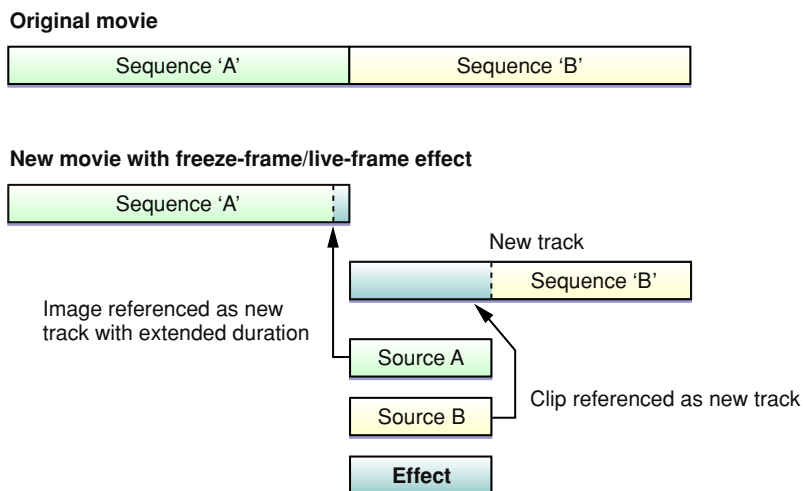 Original movie
Sequence ‘A’
Sequence ‘B’
New movie with freeze-frame/live-frame effect
Sequence ‘A’
New track
Sequence ‘B’
Image referenced as new
track with extended duration
Source A
Clip referenced as new track
Source B
Effect